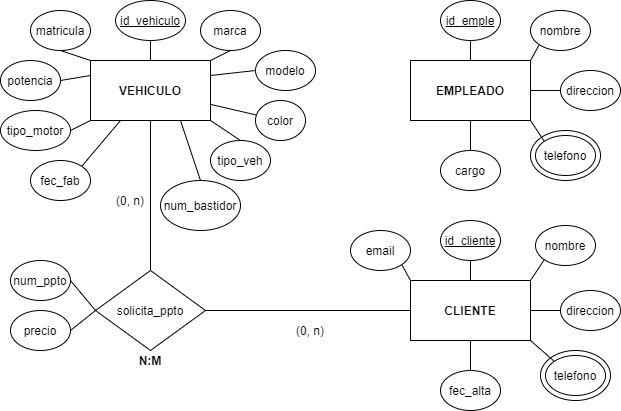 id_vehiculo
matricula
marca
potencia
VEHICULO
modelo
tipo_motor
color
fec_fab
tipo_veh
num_bastidor
(0, n)
id_emple
nombre
EMPLEADO
direccion
cargo
telefono
num_ppto
precio
solicita_ppto
N:M
(0, n)
email
id_cliente
nombre
CLIENTE
direccion
fec_alta
telefono